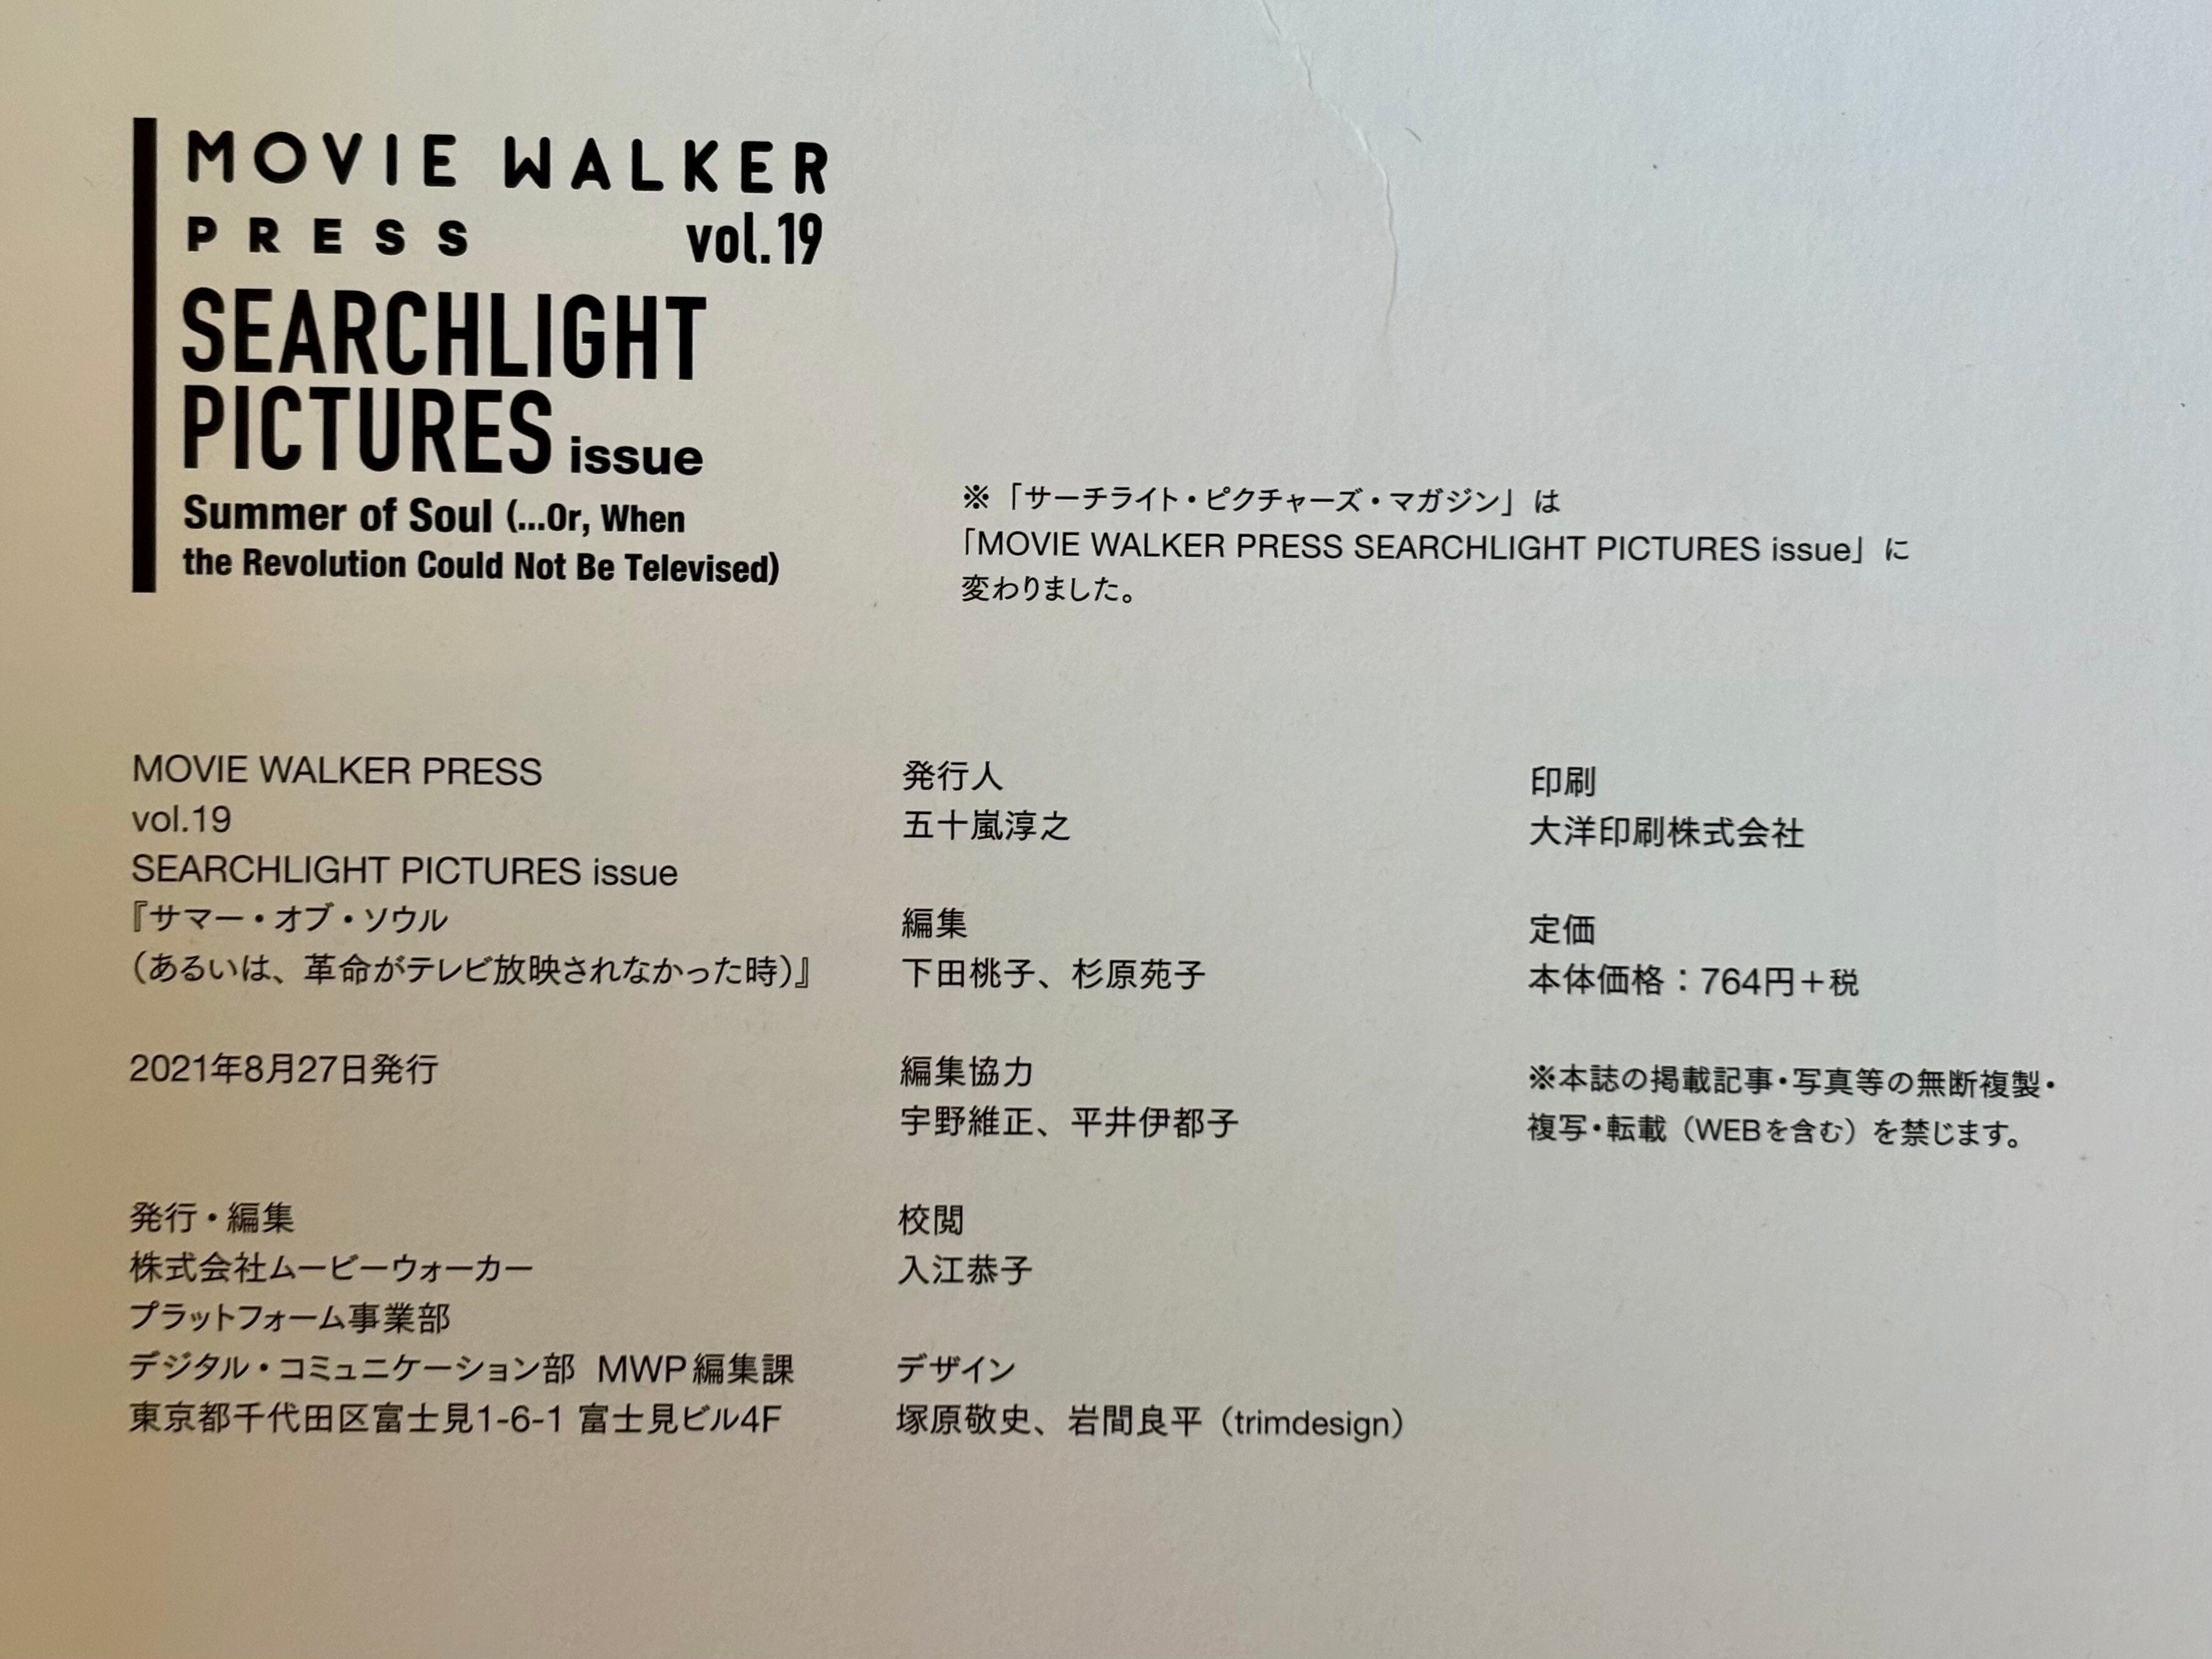 MOVIE WALKER
PRESS vol.19
SEARCHLIGHT
PICTURES issue
Summer of Soul (...Or, When
the Revolution Could Not Be Televised)
※「サーチライト・ピクチャーズ・マガジン」は
「MOVIE WALKER PRESS SEARCHLIGHT PICTURES issue」に
変わりました。
MOVIE WALKER PRESS
vol.19
SEARCHLIGHT PICTURES issue
『サマー・オブ・ソウル
（あるいは、革命がテレビ放映されなかった時）』
2021年8月27日発行
発行・編集
株式会社ムービーウォーカー
プラットフォーム事業部
デジタル・コミュニケーション部 MWP編集課
東京都千代田区富士見1-6-1 富士見ビル4F
発行人
五十嵐淳之
編集
下田桃子、杉原苑子
編集協力
宇野維正、平井伊都子
校閲
入江恭子
デザイン
塚原敬史、岩間良平（trimdesign）
印刷
大洋印刷株式会社
定価
本体価格：764円＋税
※本誌の掲載記事・写真等の無断複製・
複写・転載（WEBを含む）を禁じます。